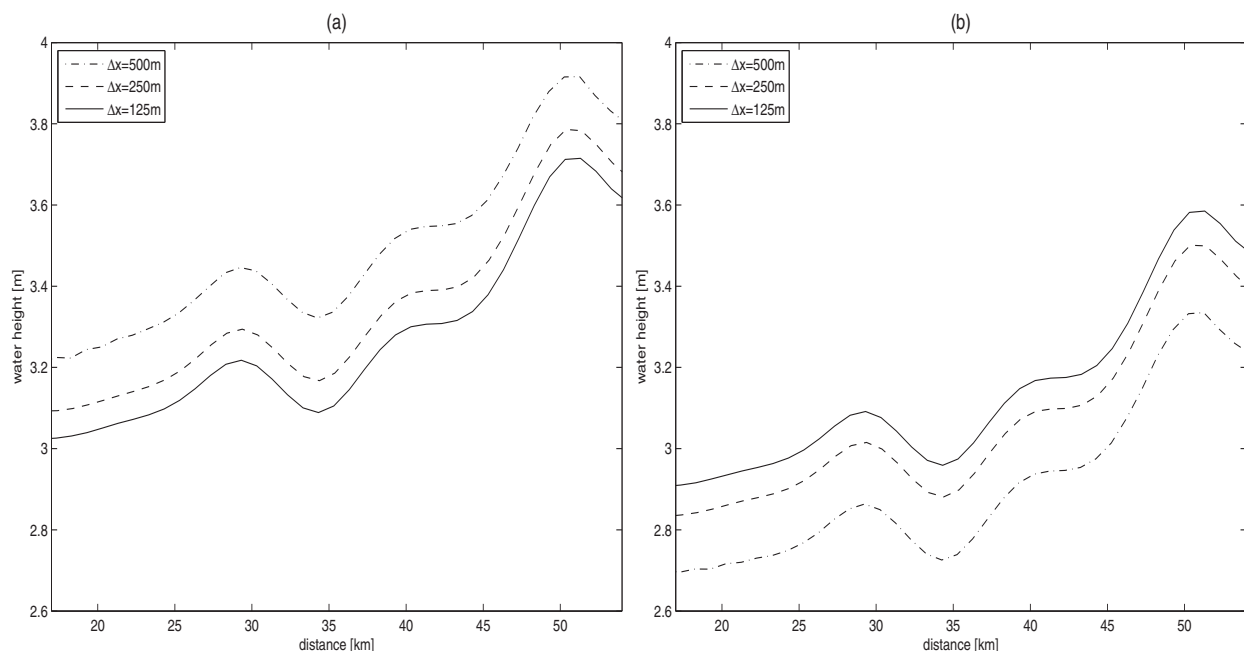 (a)
4
3.8
3.6
3.4
3.2
3
2.8
2.6
water height [m]
Δx=500m
Δx=250m
Δx=125m
20 25 30 35 40 45 50
distance [km]
(b)
4
3.8
3.6
3.4
3.2
3
2.8
2.6
water height [m]
Δx=500m
Δx=250m
Δx=125m
20 25 30 35 40 45 50
distance [km]